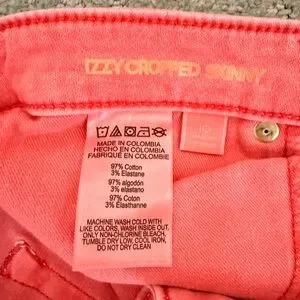 IZZY CROPPED SKINNY
MADE IN COLOMBIA
HECHO EN COLOMBIA
FABRIQUÉ EN COLOMBIE
97% Cotton
3% Elastane
97% algodón
3% elastano
97% Coton
3% Élasthanne
MACHINE WASH COLD WITH
LIKE COLORS, WASH INSIDE OUT.
ONLY NON-CHLORINE BLEACH,
TUMBLE DRY LOW, COOL IRON,
DO NOT DRY CLEAN